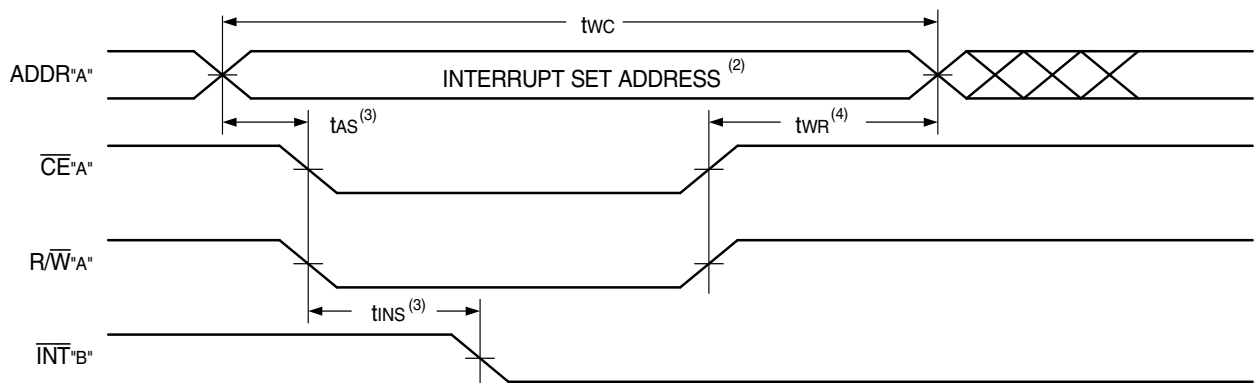 tWC
ADDR"A"
INTERRUPT SET ADDRESS (2)
tAS(3)
tWR(4)
CE"A"
R/W"A"
tINS(3)
INT"B"